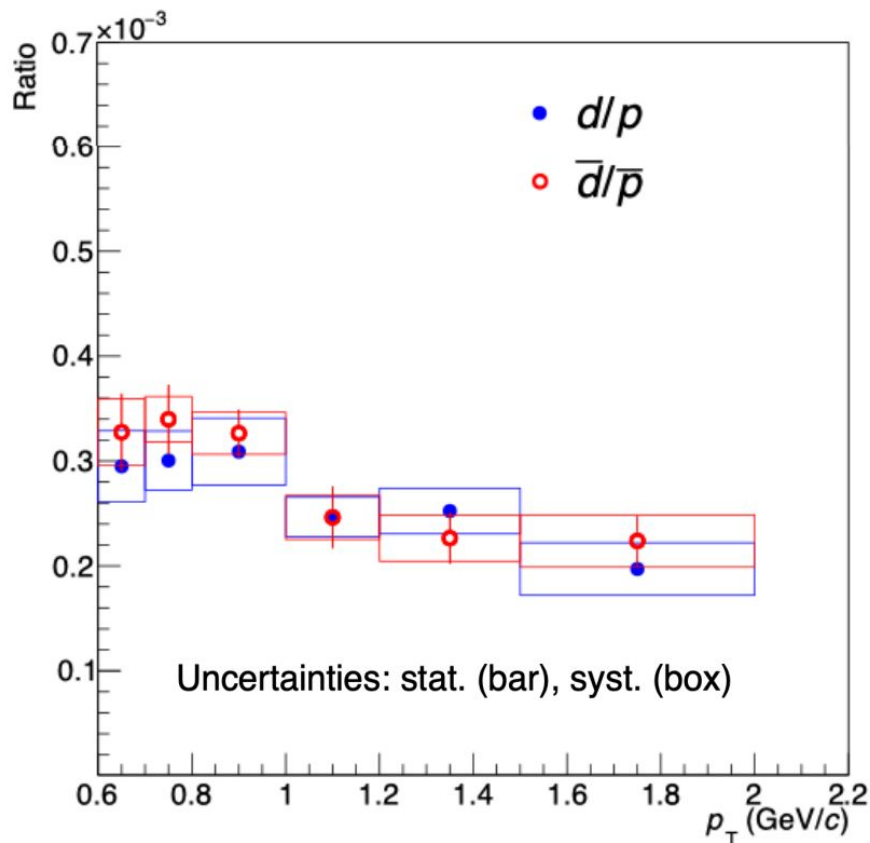 0.7×10⁻³
Ratio
d/p
d̅/p̅
0.6
0.5
0.4
0.3
0.2
0.1
Uncertainties: stat. (bar), syst. (box)
0.6 0.8 1 1.2 1.4 1.6 1.8 2 2.2
p_T (GeV/c)